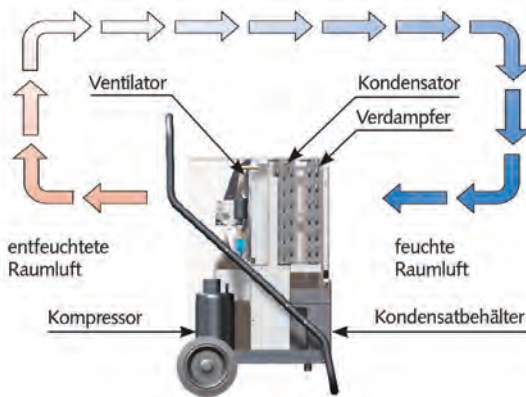 Ventilator
Kondensator
Verdampfer
entfeuchtete
Raumluft
feuchte
Raumluft
Kompressor
Kondensatbehälter